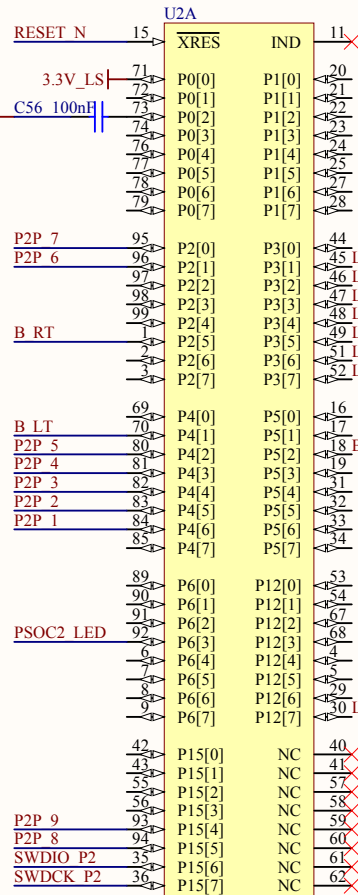 U2A
RESET_N 15 XRES IND 11
3.3V_LS 71 P0[0] P1[0] 20
72 P0[1] P1[1] 21
C56 100nF 73 P0[2] P1[2] 22
74 P0[3] P1[3] 23
76 P0[4] P1[4] 24
77 P0[5] P1[5] 25
78 P0[6] P1[6] 27
79 P0[7] P1[7] 28
P2P_7 95 P2[0] P3[0] 44
P2P_6 96 P2[1] P3[1] 45 L
97 P2[2] P3[2] 46 L
98 P2[3] P3[3] 47 L
99 P2[4] P3[4] 48 L
B_RT 1 P2[5] P3[5] 49 L
2 P2[6] P3[6] 51 L
3 P2[7] P3[7] 52 L
69 P4[0] P5[0] 16
B_LT 70 P4[1] P5[1] 17
P2P_5 80 P4[2] P5[2] 18
P2P_4 81 P4[3] P5[3] 19
P2P_3 82 P4[4] P5[4] 31
P2P_2 83 P4[5] P5[5] 32
P2P_1 84 P4[6] P5[6] 33
85 P4[7] P5[7] 34
89 P6[0] P12[0] 53
90 P6[1] P12[1] 54
91 P6[2] P12[2] 67
PSOC2_LED 92 P6[3] P12[3] 68
6 P6[4] P12[4] 4
7 P6[5] P12[5] 5
8 P6[6] P12[6] 29
9 P6[7] P12[7] 30 L
42 P15[0] NC 40
43 P15[1] NC 41
55 P15[2] NC 57
56 P15[3] NC 58
P2P_9 93 P15[4] NC 59
P2P_8 94 P15[5] NC 60
SWDIO_P2 35 P15[6] NC 61
SWDCK_P2 36 P15[7] NC 62